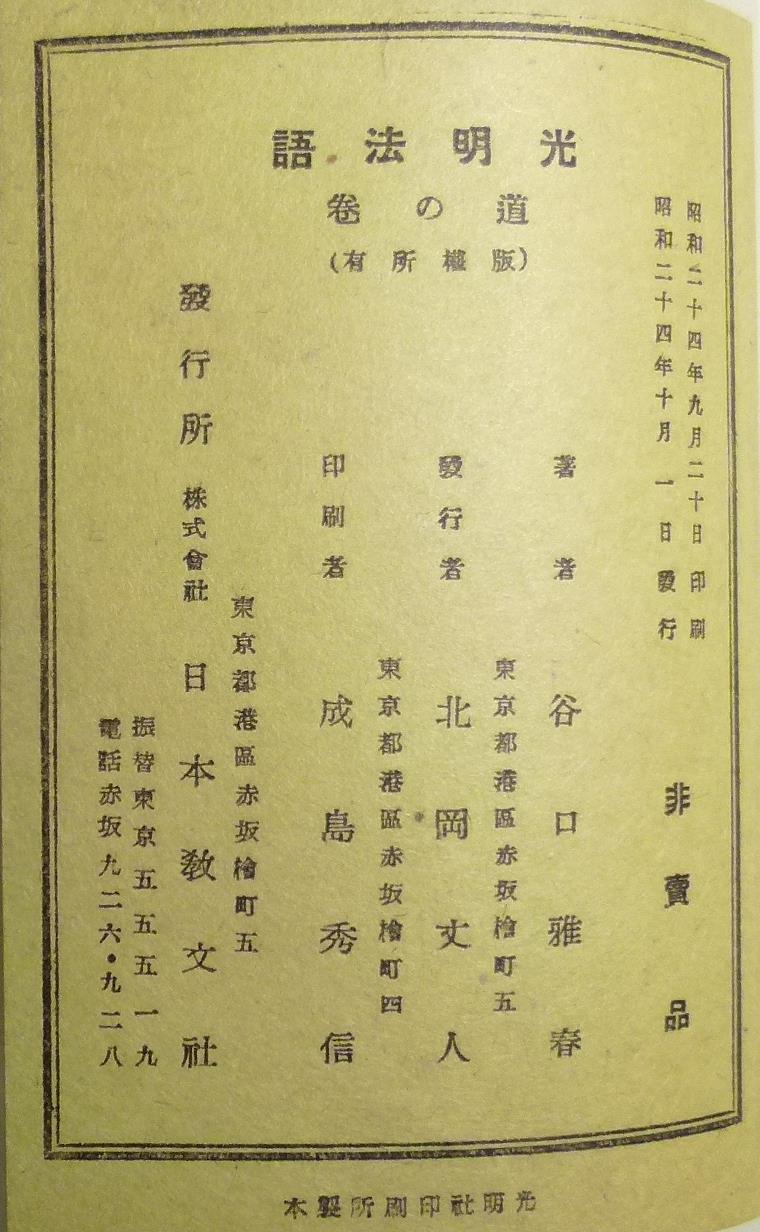 光明法語
道の卷
(版權所有)
昭和二十四年九月二十日印刷
昭和二十四年十月一日發行
非賣品
著者 谷口雅春
東京都港區赤坂檜町五
發行者 北岡丈人
東京都港區赤坂檜町四
印刷者 成島秀信
東京都港區赤坂檜町五
發行所 株式會社 日本敎文社
振替東京五五五一九
電話赤坂九二六・九二八
光明社印刷所製本